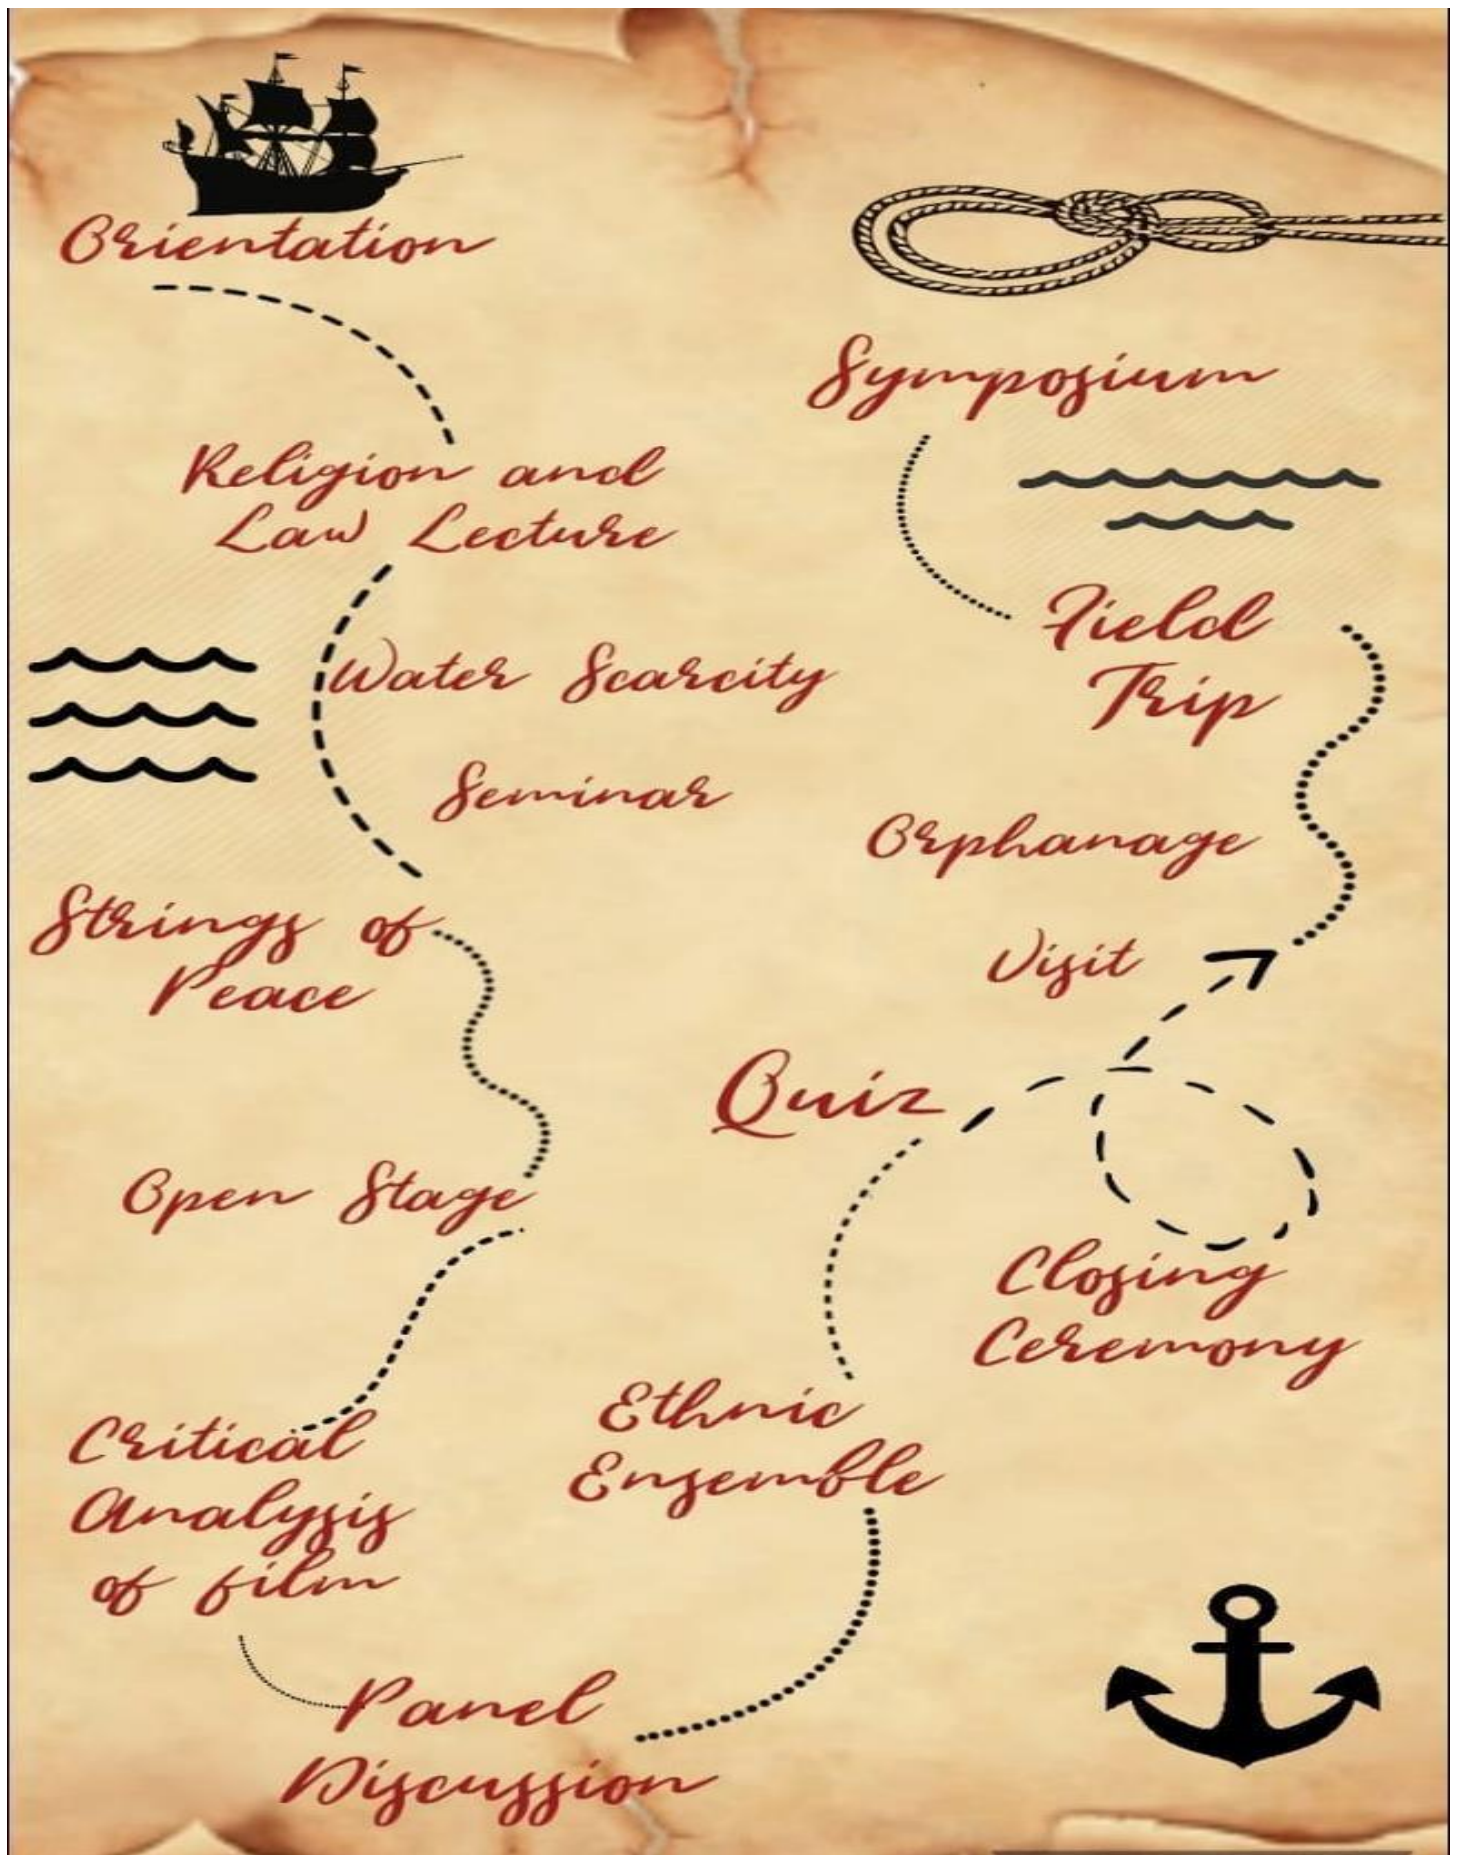 Orientation
Religion and
Law Lecture
Water Scarcity
Seminar
Strings of
Peace
Open Stage
Critical
Analysis
of film
Panel
Discussion
Ethnic
Ensemble
Quiz
Closing
Ceremony
Orphanage
Visit
Field
Trip
Symposium